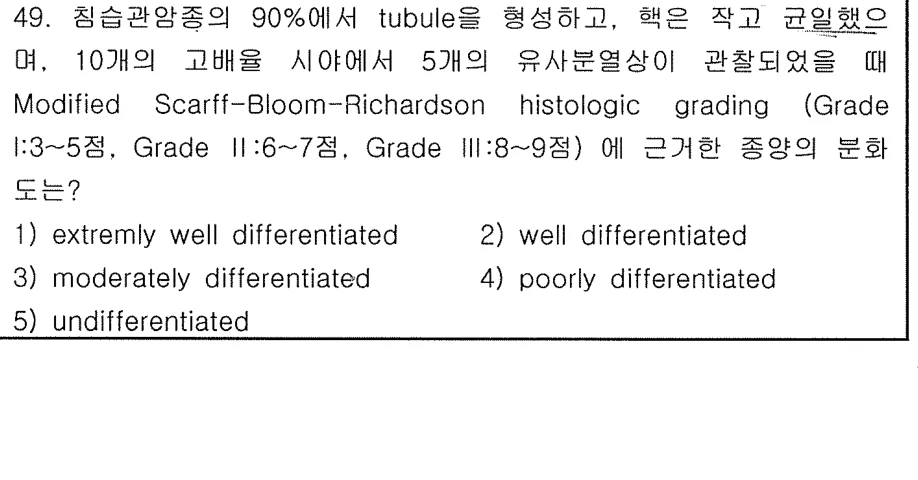 49. 침습관암종의 90%에서 tubule을 형성하고, 핵은 작고 균일했으
며, 10개의 고배율 시야에서 5개의 유사분열상이 관찰되었을 때
Modified Scarff-Bloom-Richardson histologic grading (Grade
I:3~5점, Grade II:6~7점, Grade III:8~9점) 에 근거한 종양의 분화
도는?
1) extremly well differentiated 2) well differentiated
3) moderately differentiated 4) poorly differentiated
5) undifferentiated